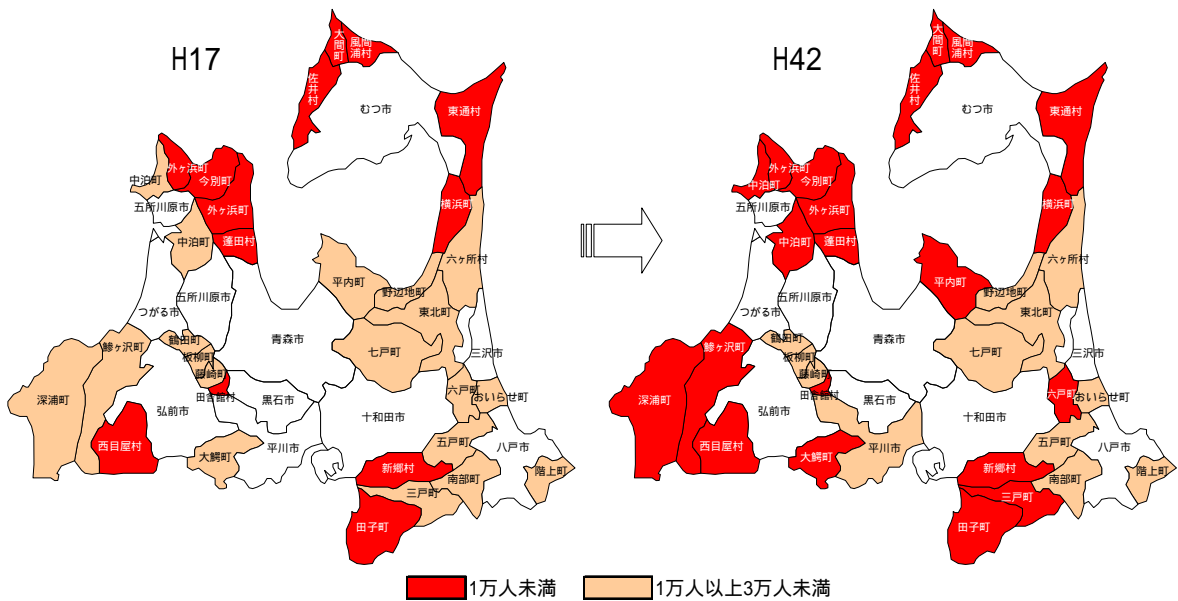 H17
大間町
風間浦村
佐井村
むつ市
東通村
外ヶ浜町
今別町
中泊町
五所川原市
外ヶ浜町
横浜町
中泊町
蓬田村
六ヶ所村
平内町
野辺地町
五所川原市
つがる市
東北町
青森市
鶴田町
鰺ヶ沢町
板柳町
七戸町
三沢市
藤崎町
深浦町
田舎館村
六戸町
おいらせ町
黒石市
弘前市
十和田市
西目屋村
大鰐町
平川市
五戸町
八戸市
新郷村
南部町
階上町
三戸町
田子町
H42
大間町
風間浦村
佐井村
むつ市
東通村
外ヶ浜町
今別町
中泊町
五所川原市
外ヶ浜町
横浜町
中泊町
蓬田村
六ヶ所村
平内町
野辺地町
五所川原市
つがる市
東北町
青森市
鶴田町
鰺ヶ沢町
板柳町
七戸町
三沢市
藤崎町
深浦町
田舎館村
六戸町
おいらせ町
黒石市
弘前市
十和田市
西目屋村
大鰐町
平川市
五戸町
八戸市
新郷村
南部町
階上町
三戸町
田子町
1万人未満
1万人以上3万人未満